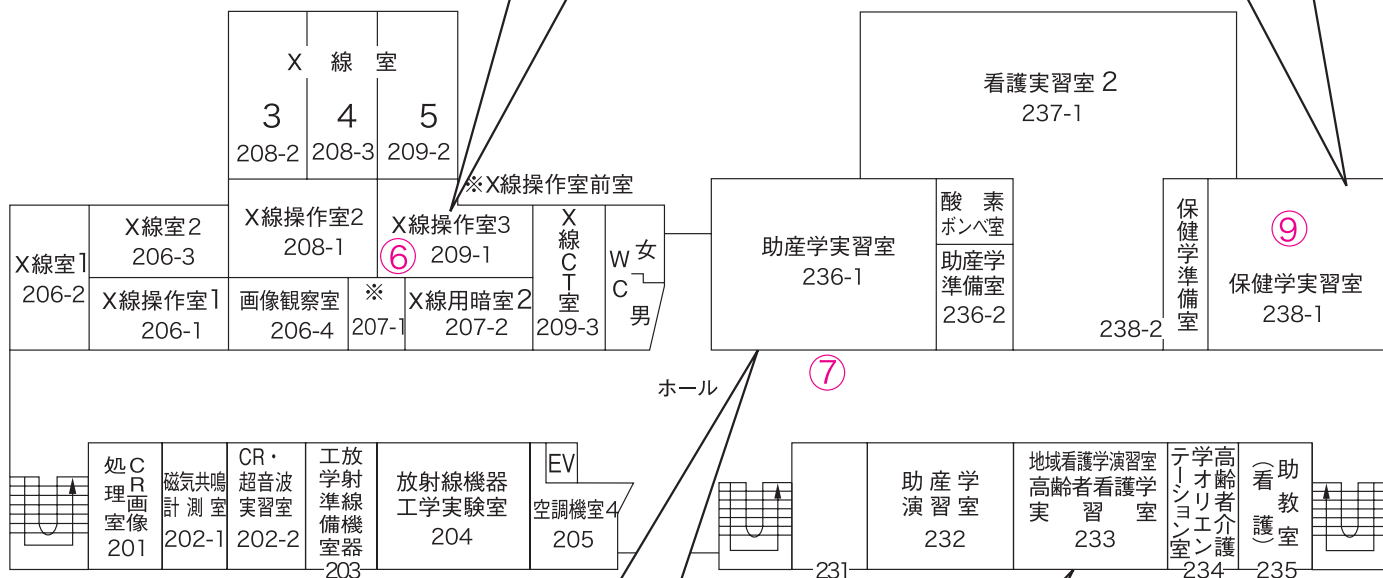 X 線 室
3
208-2
4
208-3
5
209-2
※X線操作室前室
X線室1
206-2
X線室2
206-3
X線操作室1
206-1
X線操作室2
208-1
画像観察室
206-4
⑥
X線操作室3
209-1
※
207-1
X線用暗室2
207-2
X線CT室
209-3
WC
女
男
助産学実習室
236-1
酸 素
ボンベ室
助産学
準備室
236-2
看護実習室 2
237-1
保健学準備室
238-2
⑨
保健学実習室
238-1
ホール
⑦
CR画像
処理室
201
磁気共鳴
計 測 室
202-1
CR・
超音波
実習室
202-2
放射線機器
工学準備室
203
放射線機器
工学実験室
204
EV
空調機室4
205
231
助 産 学
演 習 室
232
地域看護学演習室
高齢者看護学
実 習 室
233
高齢者介護
学オリエン
テーション室
234
助教室
(看護)
235